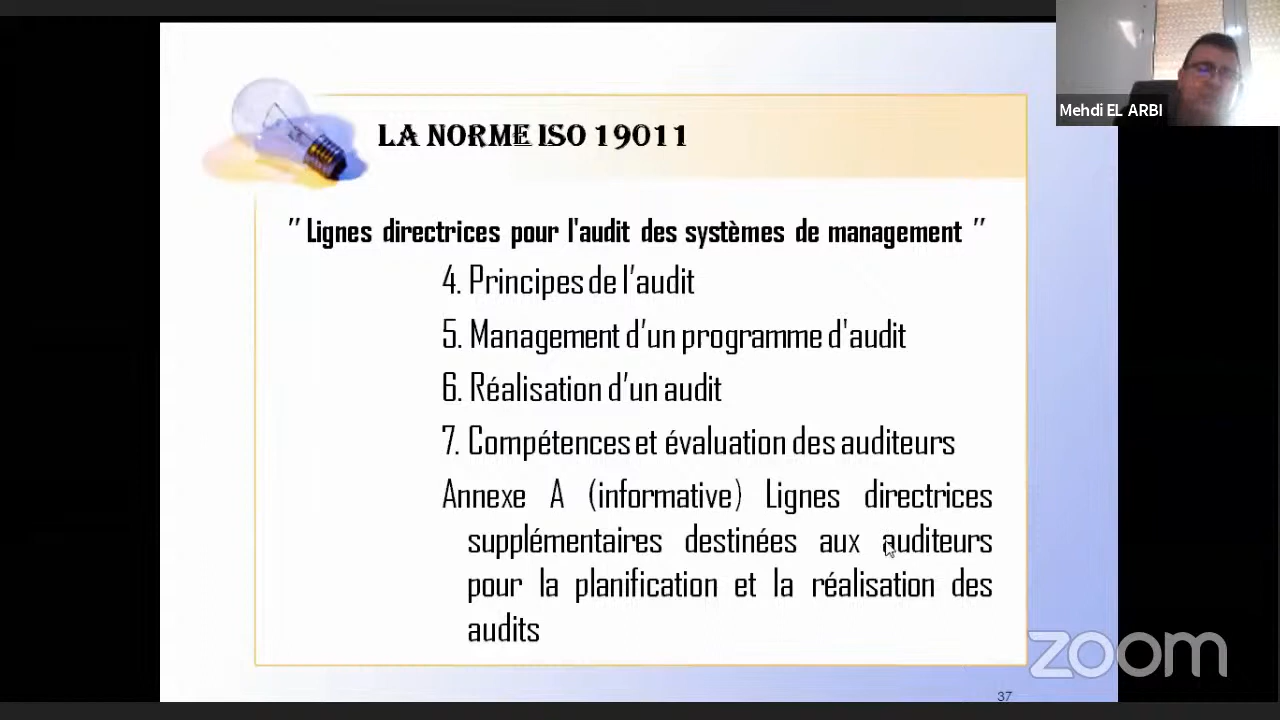 Mehdi EL ARBI
LA NORME ISO 19011
" Lignes directrices pour l'audit des systèmes de management "
4. Principes de l'audit
5. Management d'un programme d'audit
6. Réalisation d'un audit
7. Compétences et évaluation des auditeurs
Annexe A (informative) Lignes directrices
supplémentaires destinées aux auditeurs
pour la planification et la réalisation des
audits
zoom
37